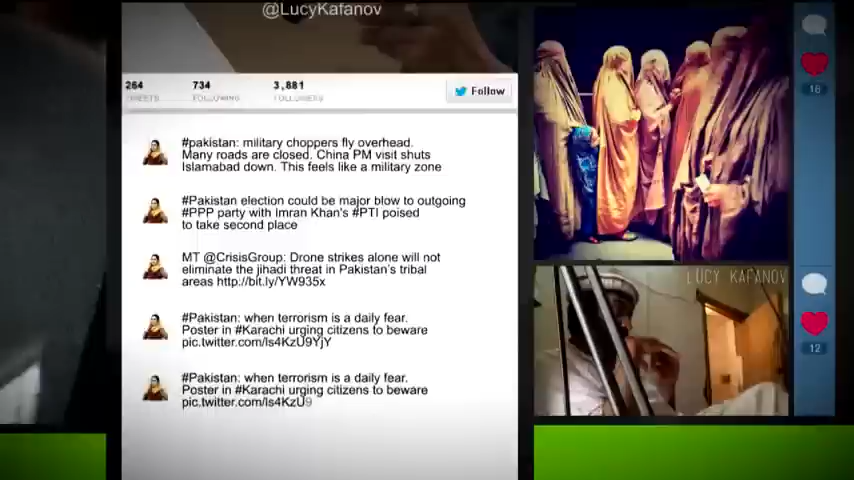 @LucyKafanov
264
734
3,881
TWEETS
FOLLOWING
FOLLOWERS
Follow
#pakistan: military choppers fly overhead.
Many roads are closed. China PM visit shuts
Islamabad down. This feels like a military zone
#Pakistan election could be major blow to outgoing
#PPP party with Imran Khan's #PTI poised
to take second place
MT @CrisisGroup: Drone strikes alone will not
eliminate the jihadi threat in Pakistan's tribal
areas http://bit.ly/YW935x
#Pakistan: when terrorism is a daily fear.
Poster in #Karachi urging citizens to beware
pic.twitter.com/ls4KzU9YjY
#Pakistan: when terrorism is a daily fear.
Poster in #Karachi urging citizens to beware
pic.twitter.com/ls4KzU9
16
LUCY KAFANOV
12